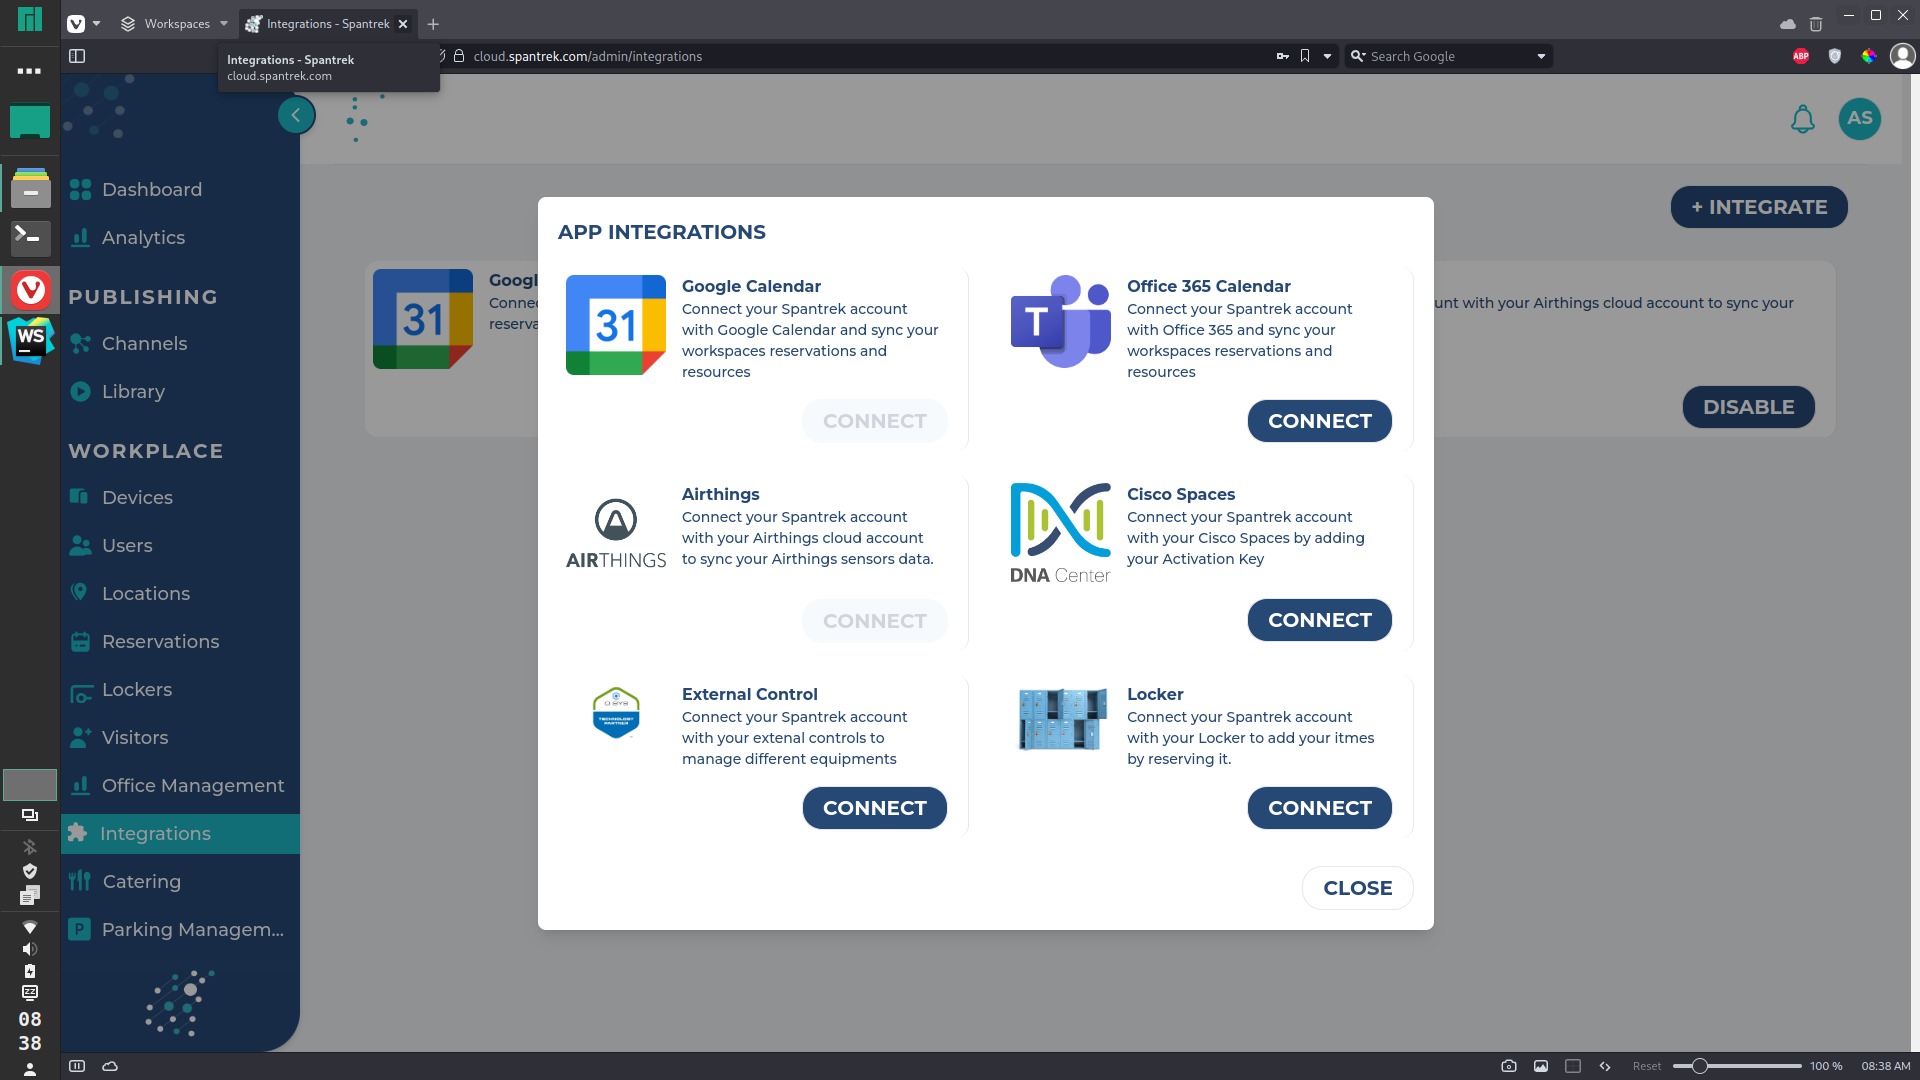 Workspaces
Integrations - Spantrek
Integrations - Spantrek
cloud.spantrek.com
cloud.spantrek.com/admin/integrations
Search Google
ABP
AS
Dashboard
Analytics
PUBLISHING
Channels
Library
WORKPLACE
Devices
Users
Locations
Reservations
Lockers
Visitors
Office Management
Integrations
Catering
P
Parking Managem...
+ INTEGRATE
31
Googl
Connec
reserva
unt with your Airthings cloud account to sync your
DISABLE
APP INTEGRATIONS
31
Google Calendar
Connect your Spantrek account
with Google Calendar and sync your
workspaces reservations and
resources
CONNECT
T
Office 365 Calendar
Connect your Spantrek account
with Office 365 and sync your
workspaces reservations and
resources
CONNECT
AIRTHINGS
Airthings
Connect your Spantrek account
with your Airthings cloud account
to sync your Airthings sensors data.
CONNECT
DNA Center
Cisco Spaces
Connect your Spantrek account
with your Cisco Spaces by adding
your Activation Key
CONNECT
TECHNOLOGY
PARTNER
External Control
Connect your Spantrek account
with your extenal controls to
manage different equipments
CONNECT
Locker
Connect your Spantrek account
with your Locker to add your itmes
by reserving it.
CONNECT
CLOSE
WS
08
38
Reset
100 %
08:38 AM